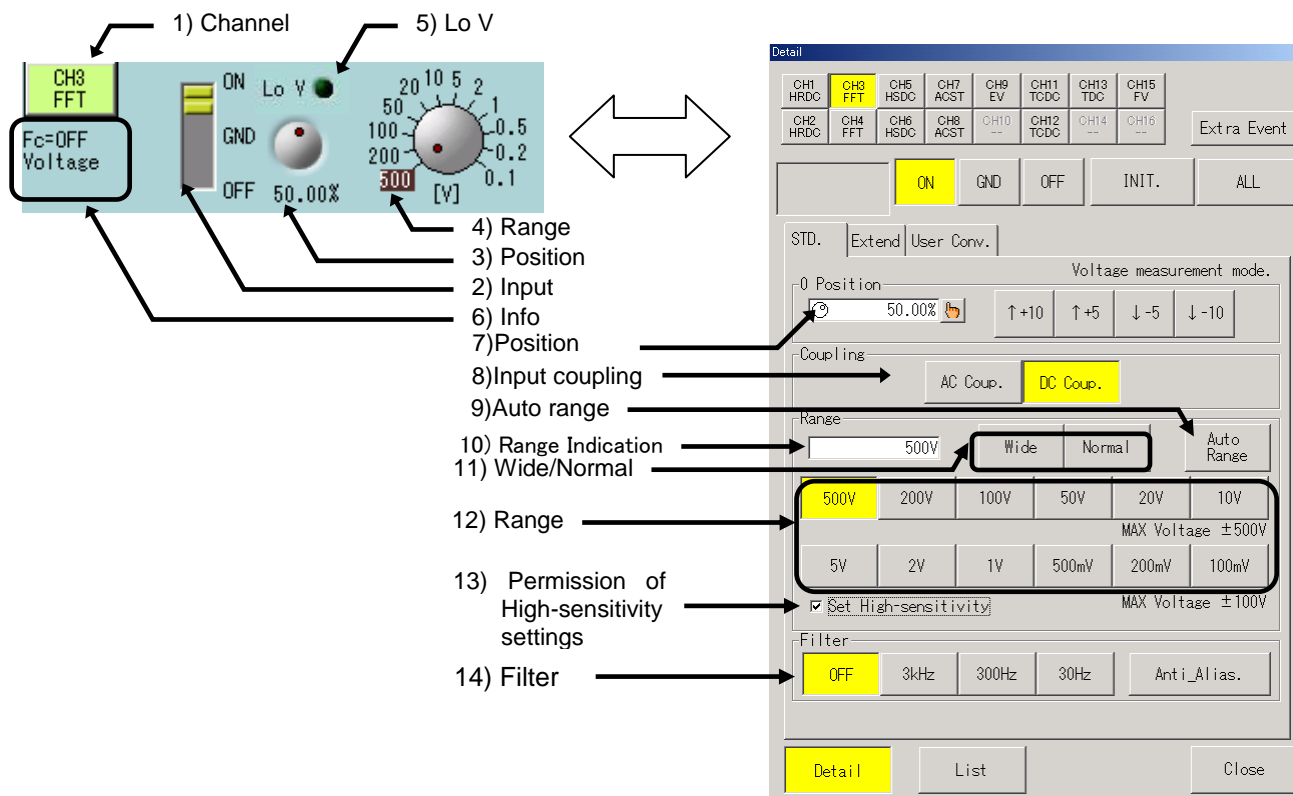 1) Channel
5) Lo V
CH3
FFT
Fc=OFF
Voltage
ON
GND
OFF
Lo V
50.00%
500
200
100
50
20
10
5
2
1
0.5
0.2
0.1
[V]
4) Range
3) Position
2) Input
6) Info
7)Position
8)Input coupling
9)Auto range
10) Range Indication
11) Wide/Normal
12) Range
13) Permission of
High-sensitivity
settings
14) Filter
Detail
CH1 HRDC
CH3 FFT
CH5 HSDC
CH7 ACST
CH9 EV
CH11 TCDC
CH13 TDC
CH15 FV
CH2 HRDC
CH4 FFT
CH6 HSDC
CH8 ACST
CH10 --
CH12 TCDC
CH14 --
CH16 --
Extra Event
ON GND OFF INIT. ALL
STD. Extend User Conv.
Voltage measurement mode.
0 Position
50.00% ↑+10 ↑+5 ↓-5 ↓-10
Coupling
AC Coup. DC Coup.
Range
500V Wide Normal Auto
Range
500V 200V 100V 50V 20V 10V
MAX Voltage ±500V
5V 2V 1V 500mV 200mV 100mV
Set High-sensitivity MAX Voltage ±100V
Filter
OFF 3kHz 300Hz 30Hz Anti_Alias.
Detail List Close